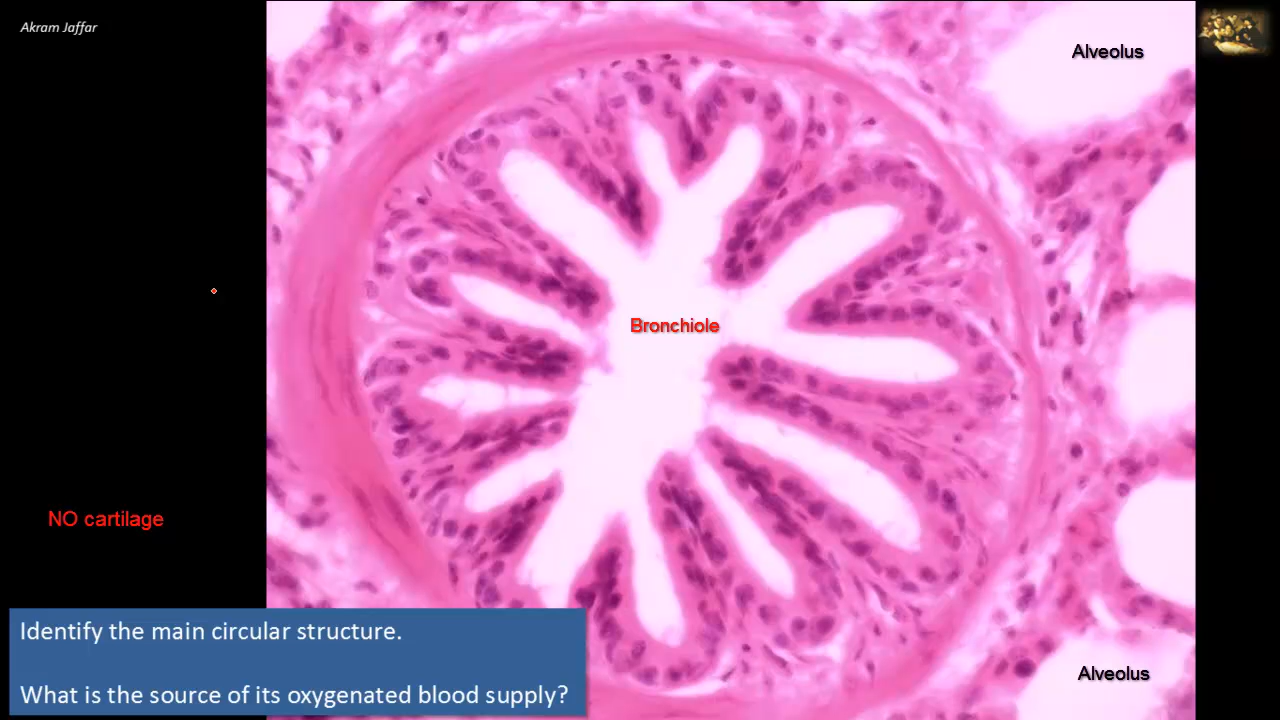 Akram Jaffar
Alveolus
Bronchiole
NO cartilage
Identify the main circular structure.
What is the source of its oxygenated blood supply?
Alveolus